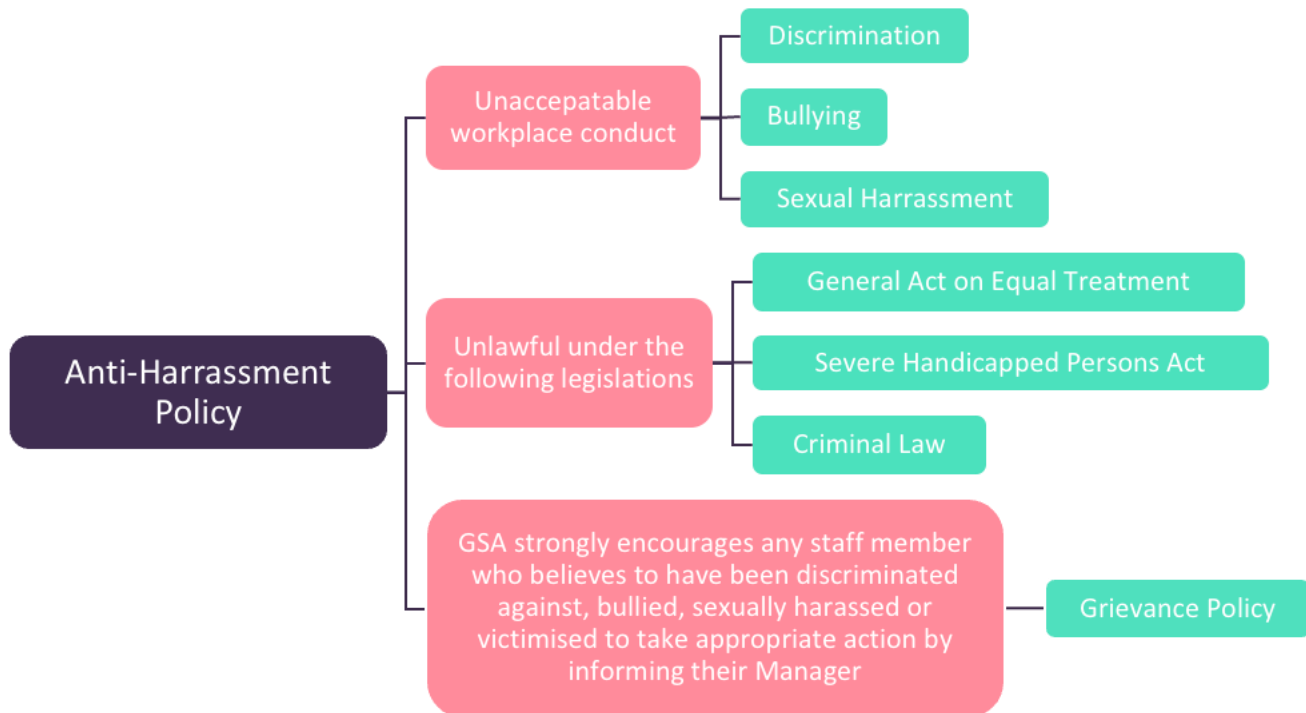 Anti-Harrassment
Policy
Unaccepatable
workplace conduct
Discrimination
Bullying
Sexual Harrassment
Unlawful under the
following legislations
General Act on Equal Treatment
Severe Handicapped Persons Act
Criminal Law
GSA strongly encourages any staff member
who believes to have been discriminated
against, bullied, sexually harassed or
victimised to take appropriate action by
informing their Manager
Grievance Policy